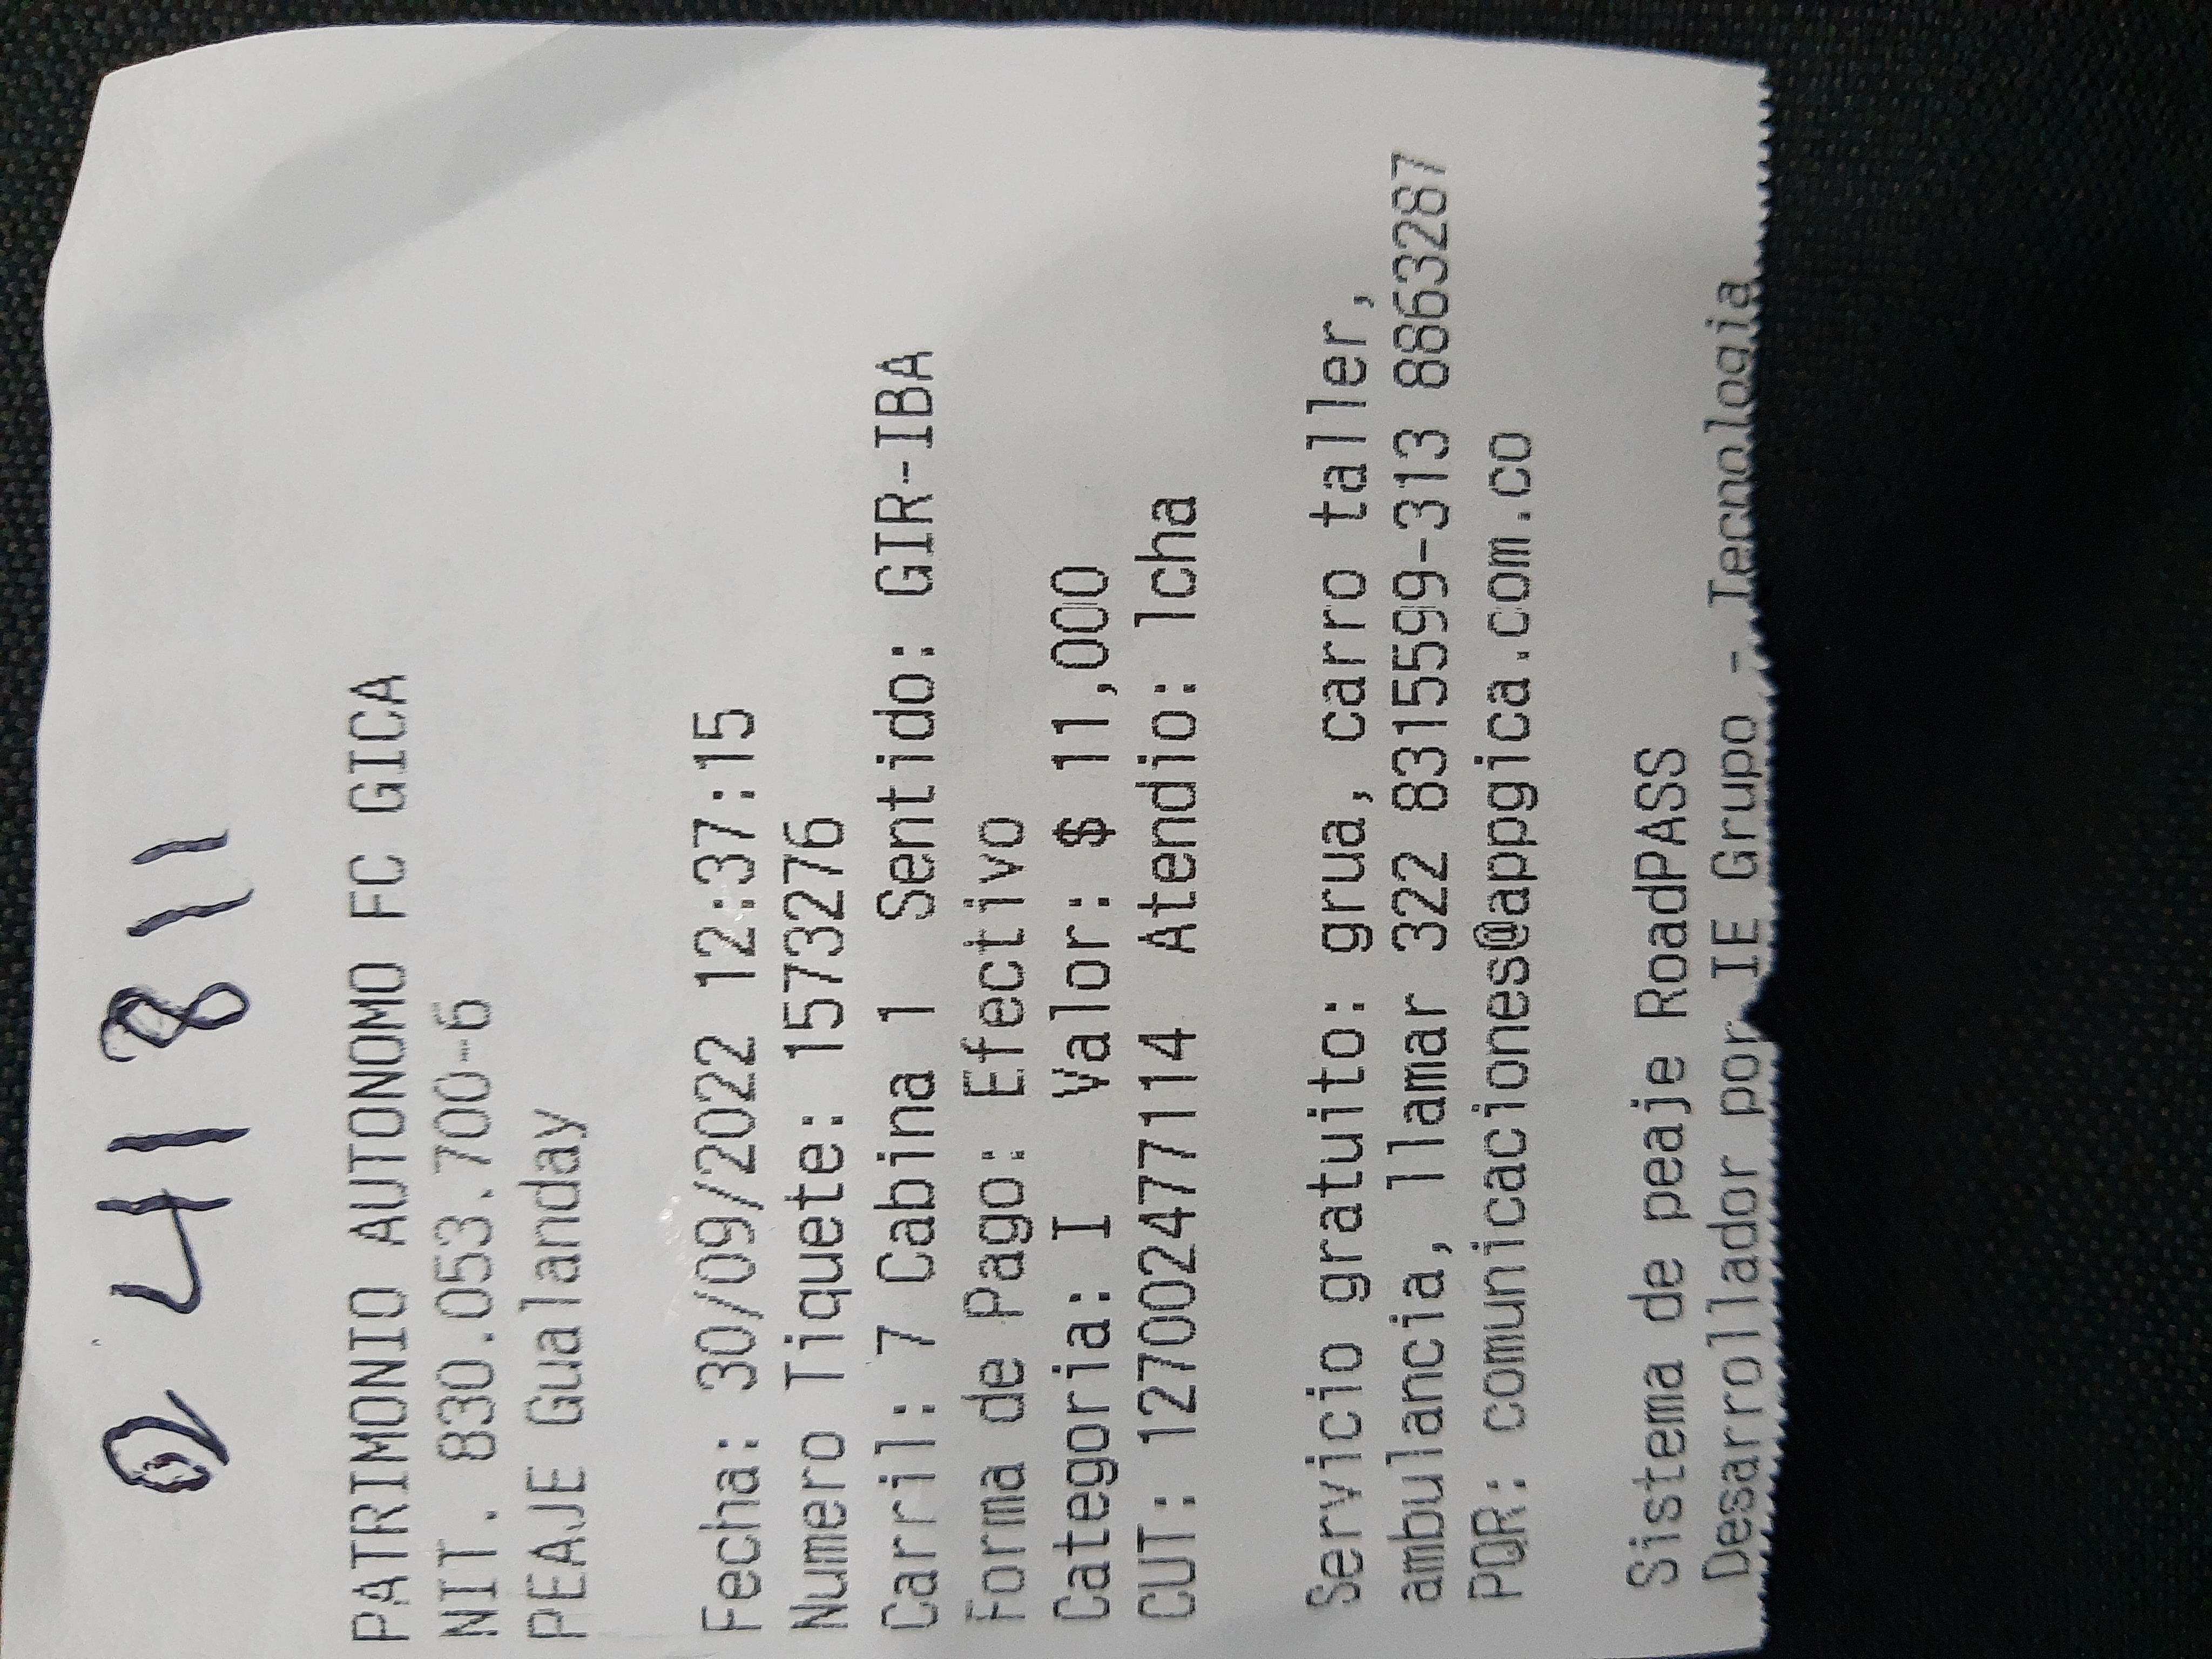 241811
PATRIMONIO AUTONOMO FC GICA
NIT. 830.053.700-6
PEAJE Gualanday
Fecha: 30/09/2022 12:37:15
Numero Tiquete: 1573276
Carril: 7 Cabina 1 Sentido: GIR-IBA
Forma de Pago: Efectivo
Categoria: I Valor: $ 11,000
CUT: 127002477114 Atendio: lcha
Servicio gratuito: grua, carro taller,
ambulancia, llamar 322 8315599-313 8863287
PQR: comunicaciones@appgica.com.co
Sistema de peaje RoadPASS
Desarrollador por IE Grupo - Tecnologia